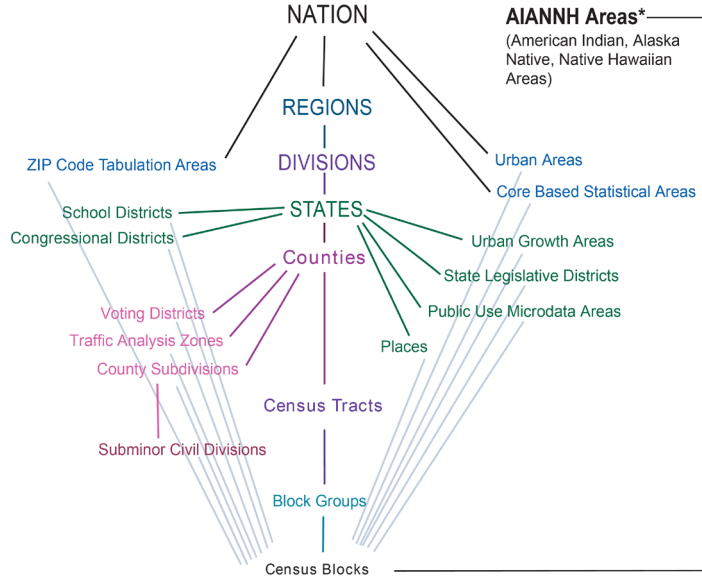 NATION
AIANNH Areas*
(American Indian, Alaska
Native, Native Hawaiian
Areas)
REGIONS
DIVISIONS
ZIP Code Tabulation Areas
Urban Areas
Core Based Statistical Areas
School Districts
STATES
Congressional Districts
Urban Growth Areas
Counties
State Legislative Districts
Voting Districts
Public Use Microdata Areas
Traffic Analysis Zones
Places
County Subdivisions
Census Tracts
Subminor Civil Divisions
Block Groups
Census Blocks